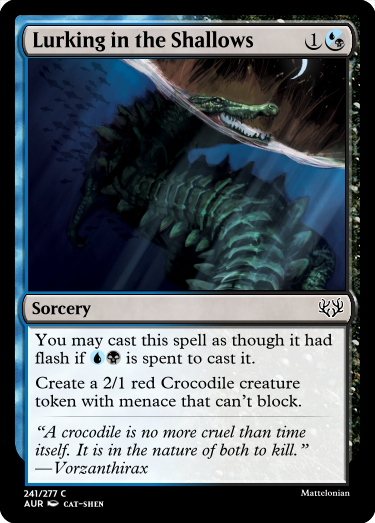 Lurking in the Shallows 1
Sorcery
You may cast this spell as though it had
flash if is spent to cast it.
Create a 2/1 red Crocodile creature
token with menace that can't block.
"A crocodile is no more cruel than time
itself. It is in the nature of both to kill."
—Vorzanthirax
241/277 C
Mattelonian
AUR CAT-SHEN